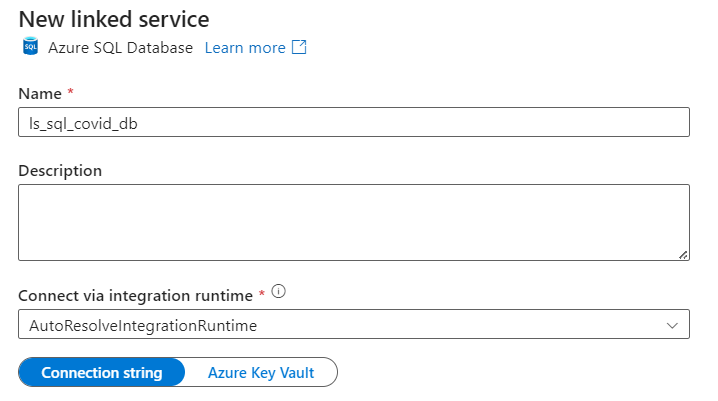 New linked service
SQL Azure SQL Database Learn more
Name *
ls_sql_covid_db
Description
Connect via integration runtime *
AutoResolveIntegrationRuntime
Connection string Azure Key Vault